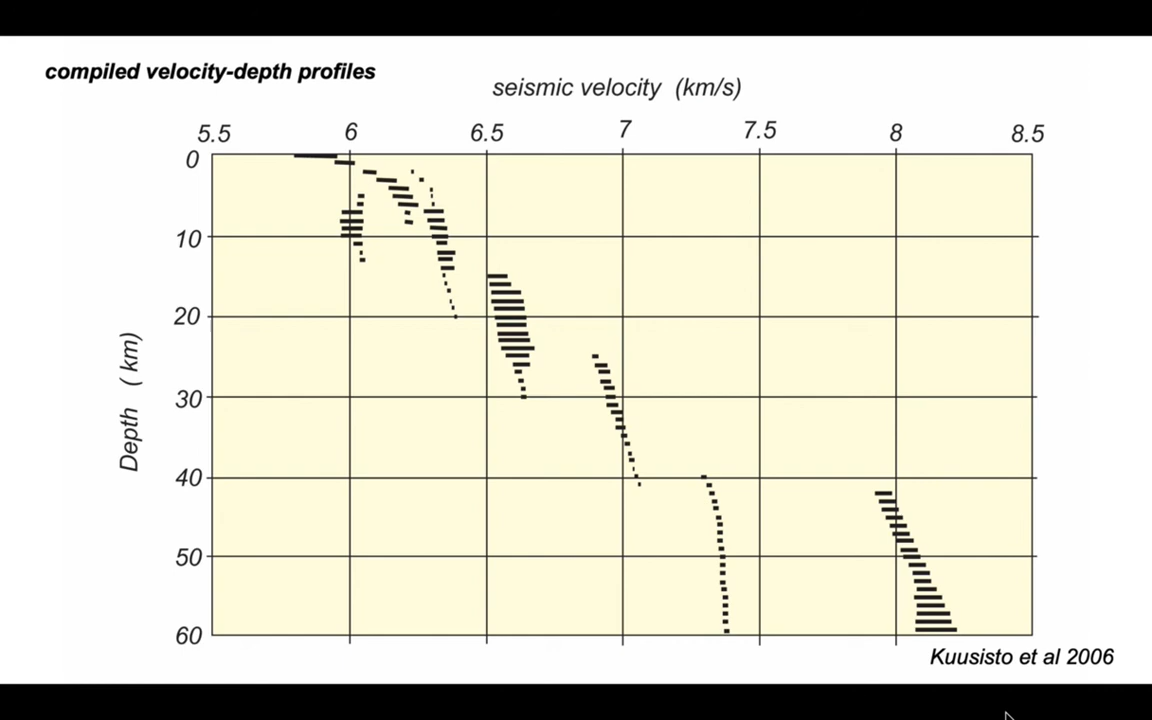 compiled velocity-depth profiles
seismic velocity (km/s)
5.5 6 6.5 7 7.5 8 8.5
0
10
20
30
40
50
60
Depth ( km)
Kuusisto et al 2006